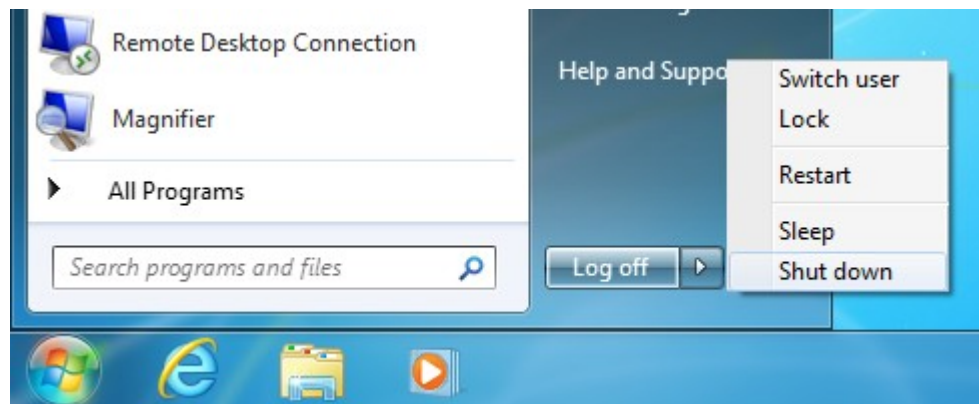 Remote Desktop Connection
Magnifier
All Programs
Search programs and files
Help and Suppo
Log off
Switch user
Lock
Restart
Sleep
Shut down